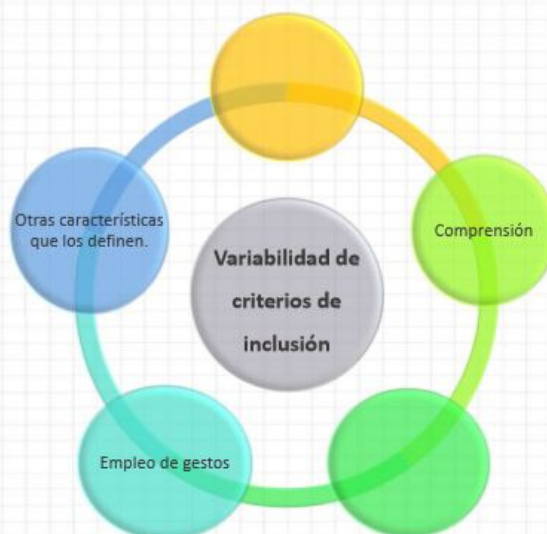 Comprensión
Otras características
que los definen.
Variabilidad de
criterios de
inclusión
Empleo de gestos